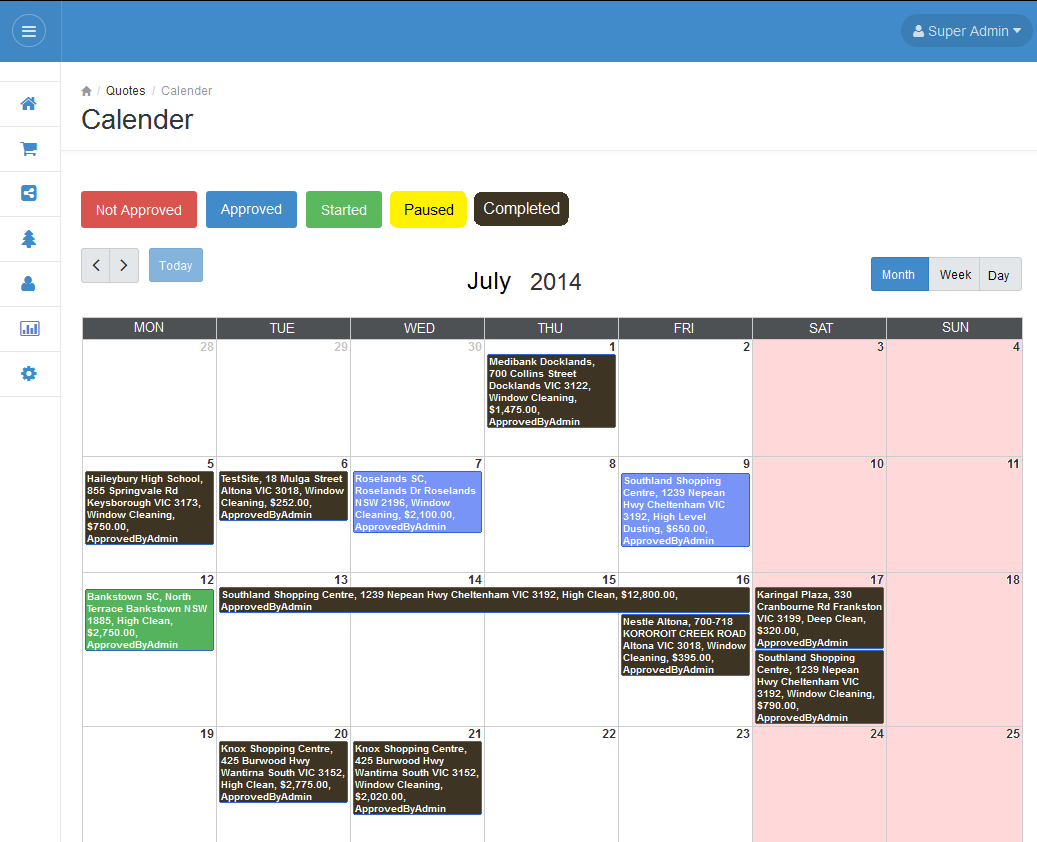 Super Admin
/ Quotes / Calender
Calender
Not Approved
Approved
Started
Paused
Completed
Today
July 2014
Month
Week
Day
MON TUE WED THU FRI SAT SUN
28 29 30 1 2 3 4
Medibank Docklands,
700 Collins Street
Docklands VIC 3122,
Window Cleaning,
$1,475.00,
ApprovedByAdmin
5 6 7 8 9 10 11
Haileybury High School,
855 Springvale Rd
Keysborough VIC 3173,
Window Cleaning,
$750.00,
ApprovedByAdmin
TestSite, 18 Mulga Street
Altona VIC 3018, Window
Cleaning, $252.00,
ApprovedByAdmin
Roselands SC,
Roselands Dr Roselands
NSW 2196, Window
Cleaning, $2,100.00,
ApprovedByAdmin
Southland Shopping
Centre, 1239 Nepean
Hwy Cheltenham VIC
3192, High Level
Dusting, $650.00,
ApprovedByAdmin
12 13 14 15 16 17 18
Bankstown SC, North
Terrace Bankstown NSW
1885, High Clean,
$2,750.00,
ApprovedByAdmin
Southland Shopping Centre, 1239 Nepean Hwy Cheltenham VIC 3192, High Clean, $12,800.00,
ApprovedByAdmin
Nestle Altona, 700-718
KOROROIT CREEK ROAD
Altona VIC 3018, Window
Cleaning, $395.00,
ApprovedByAdmin
Karingal Plaza, 330
Cranbourne Rd Frankston
VIC 3199, Deep Clean,
$320.00,
ApprovedByAdmin
Southland Shopping
Centre, 1239 Nepean
Hwy Cheltenham VIC
3192, Window Cleaning,
$790.00,
ApprovedByAdmin
19 20 21 22 23 24 25
Knox Shopping Centre,
425 Burwood Hwy
Wantirna South VIC 3152,
High Clean, $2,775.00,
ApprovedByAdmin
Knox Shopping Centre,
425 Burwood Hwy
Wantirna South VIC 3152,
Window Cleaning,
$2,020.00,
ApprovedByAdmin